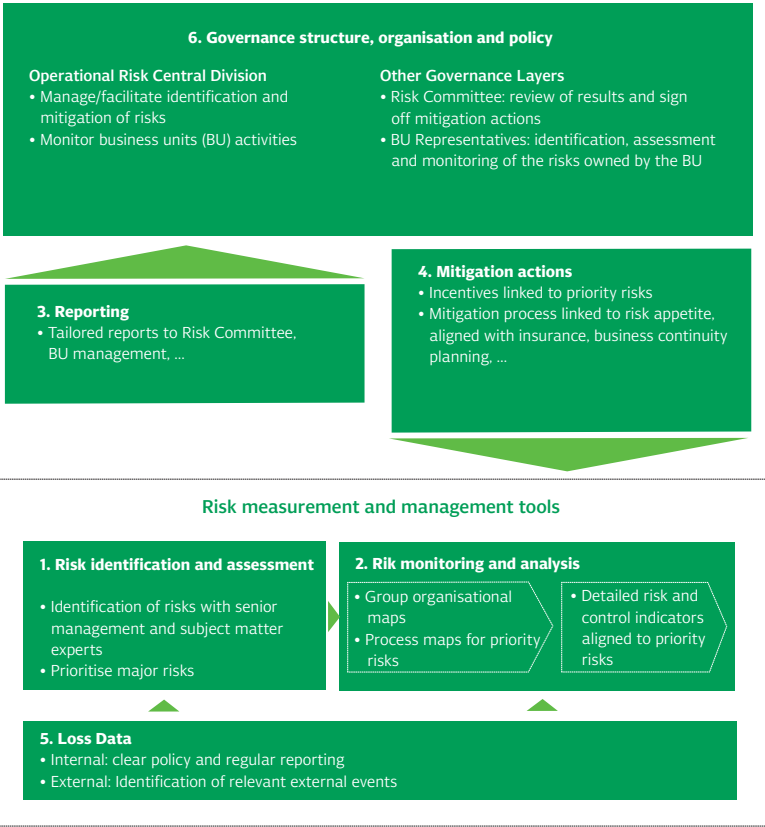 6. Governance structure, organisation and policy
Operational Risk Central Division
• Manage/facilitate identification and
mitigation of risks
• Monitor business units (BU) activities
Other Governance Layers
• Risk Committee: review of results and sign
off mitigation actions
• BU Representatives: identification, assessment
and monitoring of the risks owned by the BU
3. Reporting
• Tailored reports to Risk Committee,
BU management, ...
4. Mitigation actions
• Incentives linked to priority risks
• Mitigation process linked to risk appetite,
aligned with insurance, business continuity
planning, ...
Risk measurement and management tools
1. Risk identification and assessment
• Identification of risks with senior
management and subject matter
experts
• Prioritise major risks
2. Rik monitoring and analysis
• Group organisational
maps
• Process maps for priority
risks
• Detailed risk and
control indicators
aligned to priority
risks
5. Loss Data
• Internal: clear policy and regular reporting
• External: Identification of relevant external events